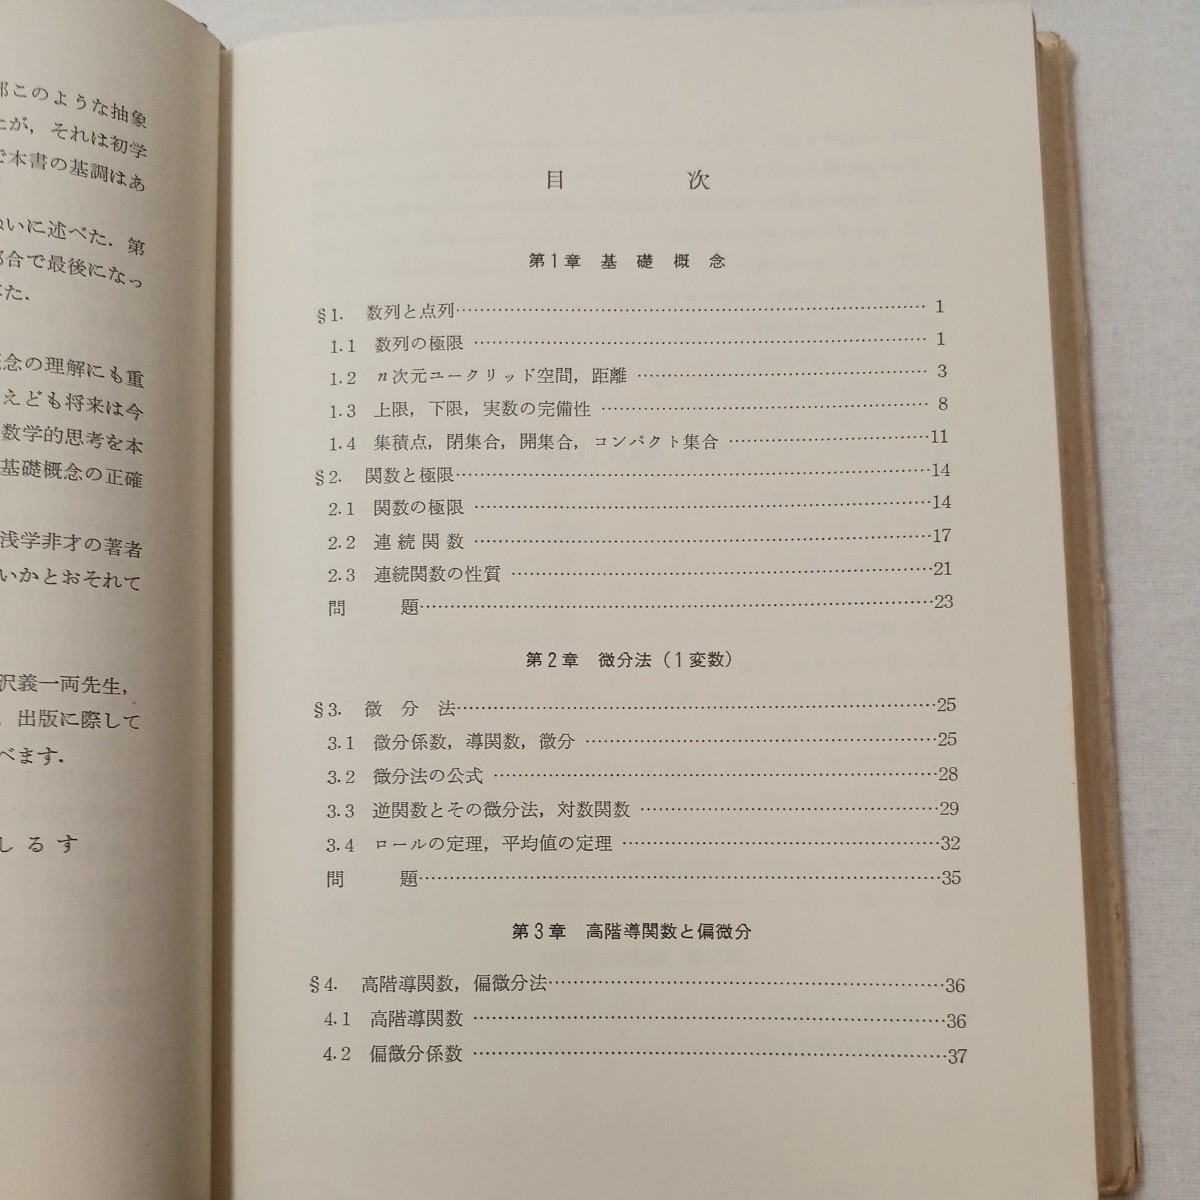 部このような抽象
たが，それは初学
で本書の基調はあ
ねいに述べた．第
都合で最後になっ
べた．
概念の理解にも重
えども将来は今
数学的思考を本
基礎概念の正確
浅学非才の著者
いかとおそれて
沢義一両先生，
，出版に際して
べます．
しるす
目次
第1章 基礎概念
§1. 数列と点列……1
1.1 数列の極限……1
1.2 n次元ユークリッド空間，距離……3
1.3 上限，下限，実数の完備性……8
1.4 集積点，閉集合，開集合，コンパクト集合……11
§2. 関数と極限……14
2.1 関数の極限……14
2.2 連続関数……17
2.3 連続関数の性質……21
問題……23
第2章 微分法（1変数）
§3. 微分法……25
3.1 微分係数，導関数，微分……25
3.2 微分法の公式……28
3.3 逆関数とその微分法，対数関数……29
3.4 ロールの定理，平均値の定理……32
問題……35
第3章 高階導関数と偏微分
§4. 高階導関数，偏微分法……36
4.1 高階導関数……36
4.2 偏微分係数……37